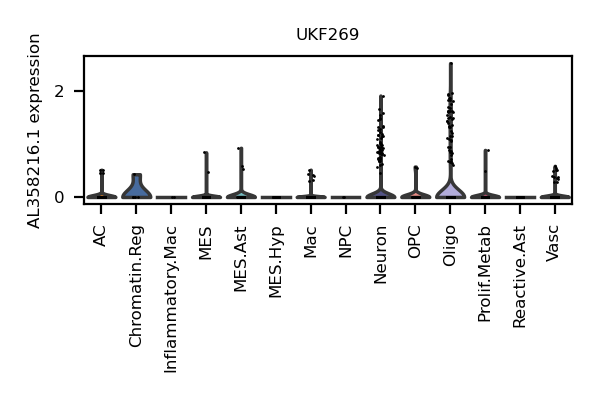 UKF269
AL358216.1 expression
2
0
AC
Chromatin.Reg
Inflammatory.Mac
MES
MES.Ast
MES.Hyp
Mac
NPC
Neuron
OPC
Oligo
Prolif.Metab
Reactive.Ast
Vasc